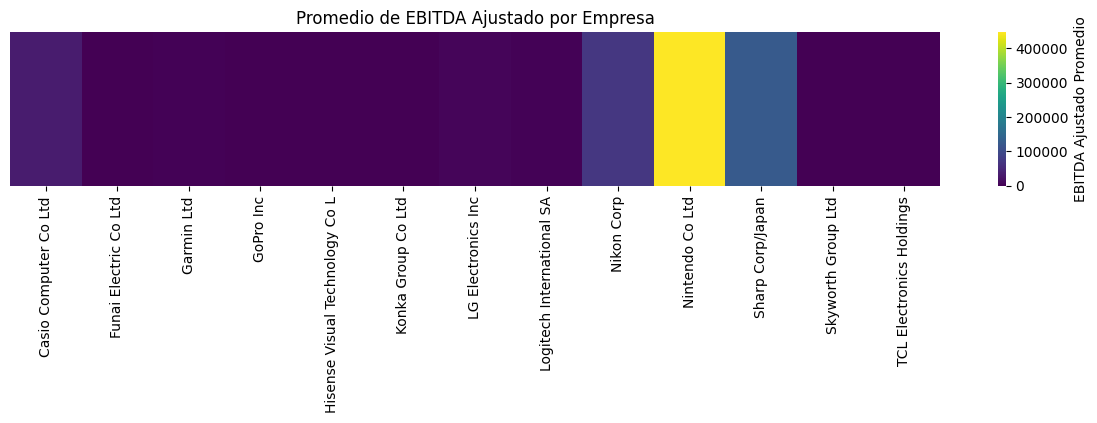 Promedio de EBITDA Ajustado por Empresa
Casio Computer Co Ltd
Funai Electric Co Ltd
Garmin Ltd
GoPro Inc
Hisense Visual Technology Co L
Konka Group Co Ltd
LG Electronics Inc
Logitech International SA
Nikon Corp
Nintendo Co Ltd
Sharp Corp/Japan
Skyworth Group Ltd
TCL Electronics Holdings
400000
300000
200000
100000
0
EBITDA Ajustado Promedio